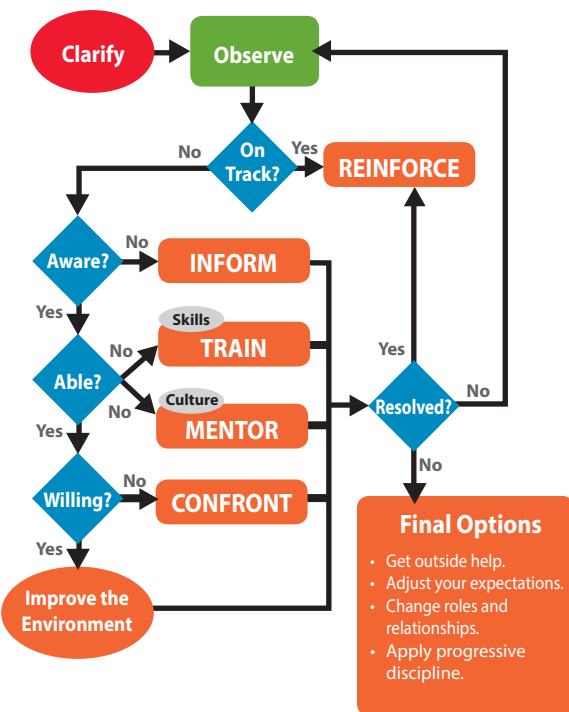 Clarify
Observe
No
On
Track?
Yes
REINFORCE
Aware?
No
INFORM
Yes
Skills
No
TRAIN
Able?
Culture
No
MENTOR
Yes
Willing?
No
CONFRONT
Yes
Improve the
Environment
Yes
Resolved?
No
No
Final Options
• Get outside help.
• Adjust your expectations.
• Change roles and
relationships.
• Apply progressive
discipline.